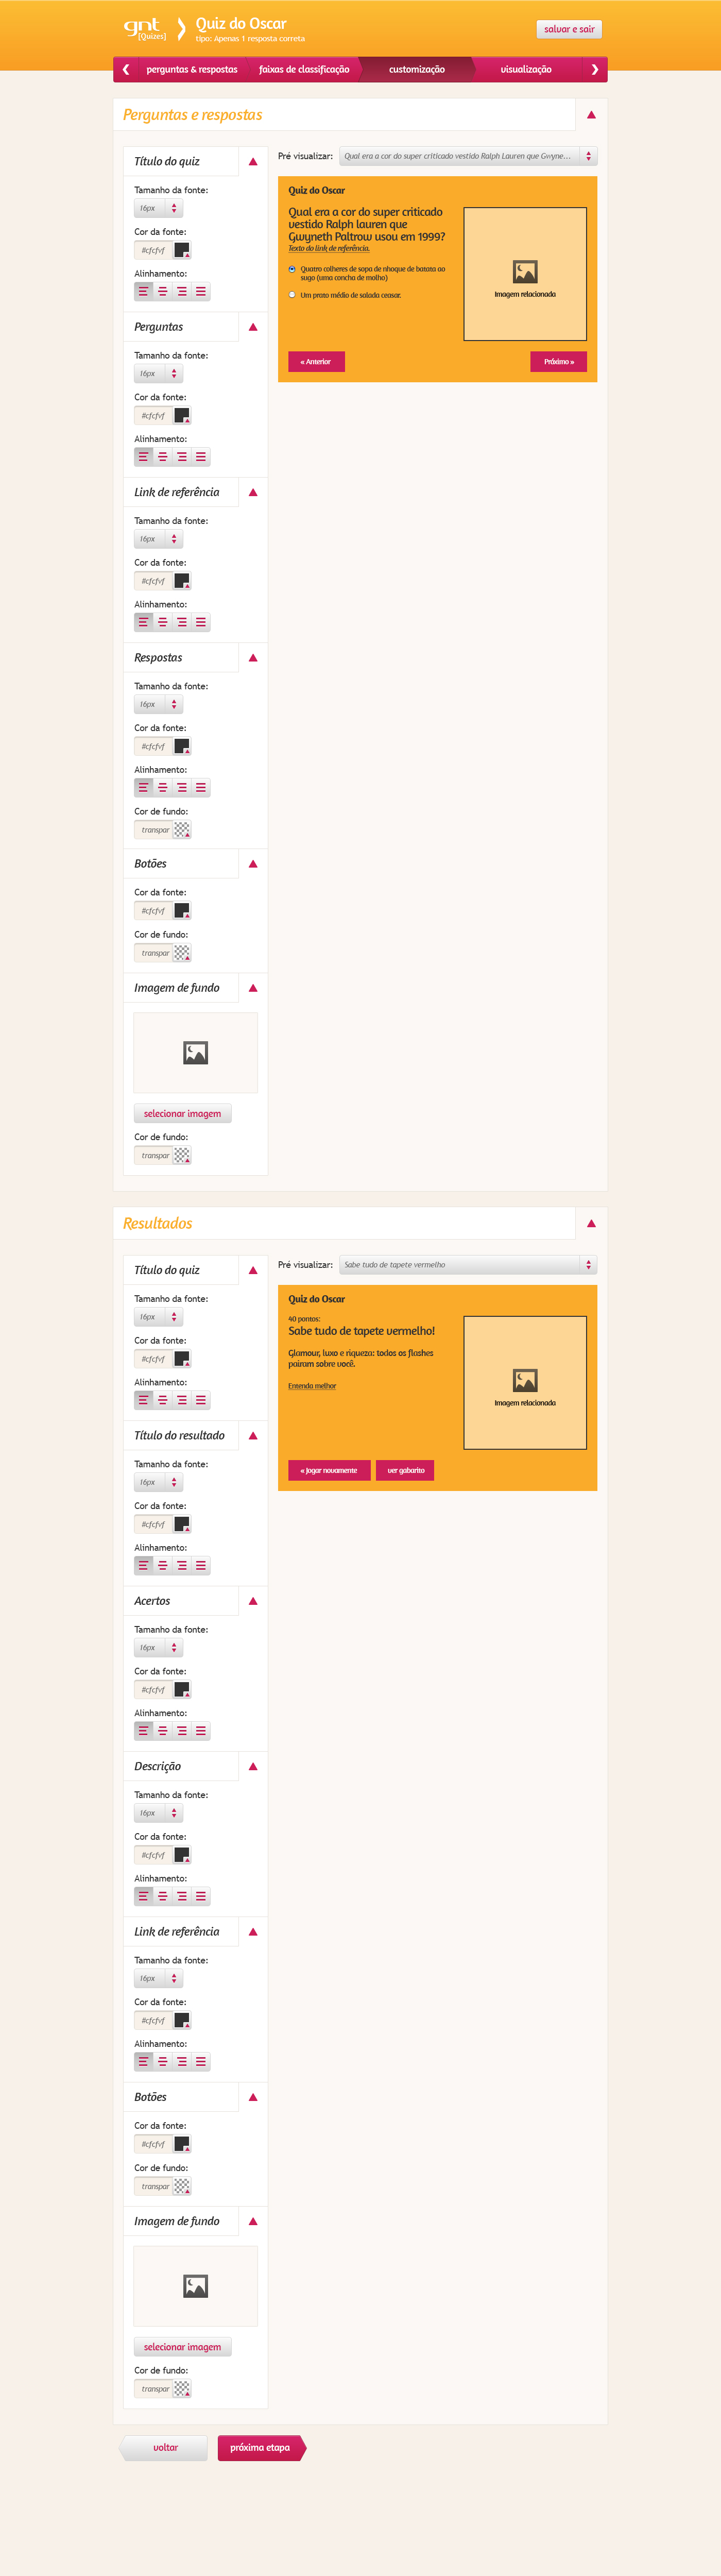 gnt
[Quizes]
Quiz do Oscar
tipo: Apenas 1 resposta correta
salvar e sair
perguntas & respostas
faixas de classificação
customização
visualização
Perguntas e respostas
Título do quiz
Tamanho da fonte:
16px
Cor da fonte:
#cfcfvf
Alinhamento:
Perguntas
Tamanho da fonte:
16px
Cor da fonte:
#cfcfvf
Alinhamento:
Link de referência
Tamanho da fonte:
16px
Cor da fonte:
#cfcfvf
Alinhamento:
Respostas
Tamanho da fonte:
16px
Cor da fonte:
#cfcfvf
Alinhamento:
Cor de fundo:
transpar
Botões
Cor da fonte:
#cfcfvf
Cor de fundo:
transpar
Imagem de fundo
selecionar imagem
Cor de fundo:
transpar
Pré visualizar:
Qual era a cor do super criticado vestido Ralph Lauren que Gwyne...
Quiz do Oscar
Qual era a cor do super criticado
vestido Ralph lauren que
Gwyneth Paltrow usou em 1999?
Texto do link de referência.
Quatro colheres de sopa de nhoque de batata ao
sugo (uma concha de molho)
Um prato médio de salada ceasar.
Imagem relacionada
« Anterior
Próximo »
Resultados
Título do quiz
Tamanho da fonte:
16px
Cor da fonte:
#cfcfvf
Alinhamento:
Título do resultado
Tamanho da fonte:
16px
Cor da fonte:
#cfcfvf
Alinhamento:
Acertos
Tamanho da fonte:
16px
Cor da fonte:
#cfcfvf
Alinhamento:
Descrição
Tamanho da fonte:
16px
Cor da fonte:
#cfcfvf
Alinhamento:
Link de referência
Tamanho da fonte:
16px
Cor da fonte:
#cfcfvf
Alinhamento:
Botões
Cor da fonte:
#cfcfvf
Cor de fundo:
transpar
Imagem de fundo
selecionar imagem
Cor de fundo:
transpar
Pré visualizar:
Sabe tudo de tapete vermelho
Quiz do Oscar
40 pontos:
Sabe tudo de tapete vermelho!
Glamour, luxo e riqueza: todos os flashes
pairam sobre você.
Entenda melhor
Imagem relacionada
« Jogar novamente
ver gabarito
voltar
próxima etapa